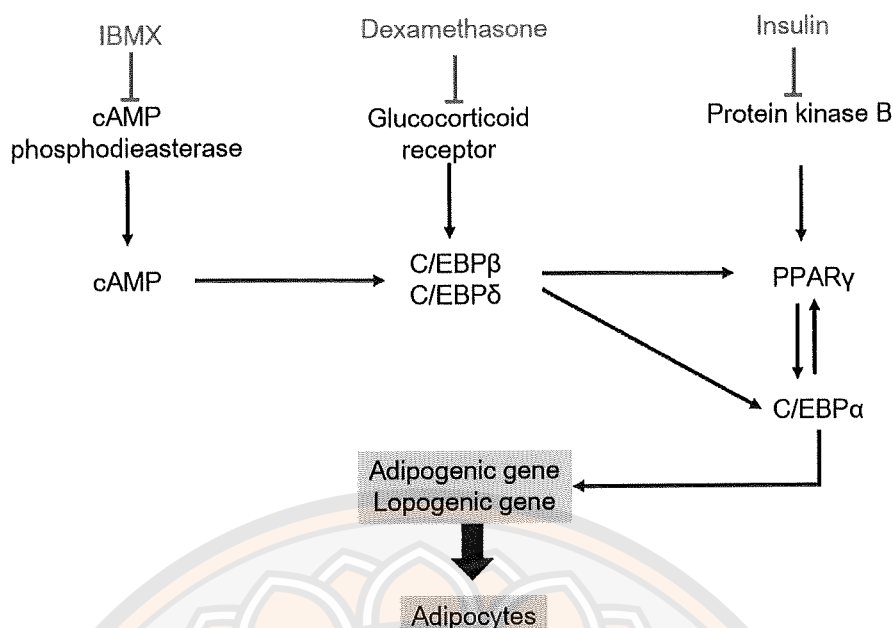 IBMX
Dexamethasone
Insulin
cAMP
phosphodieasterase
Glucocorticoid
receptor
Protein kinase B
cAMP
C/EBPβ
C/EBPδ
PPARγ
C/EBPα
Adipogenic gene
Lopogenic gene
Adipocytes